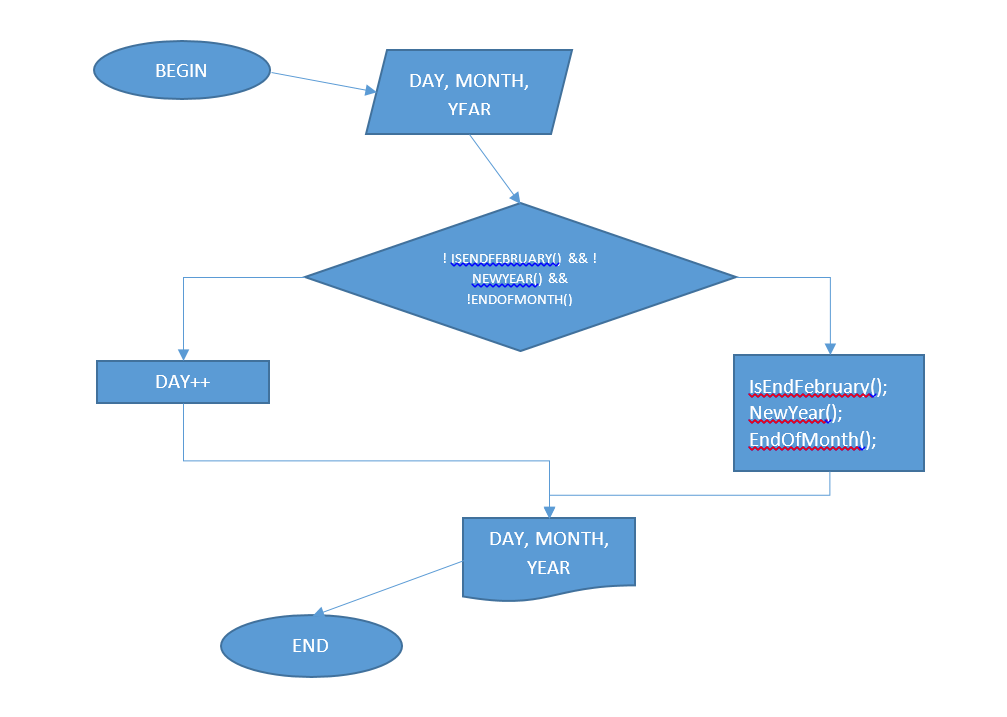 BEGIN
DAY, MONTH,
YEAR
! ISENDFEBRUARY() && !
NEWYEAR() &&
!ENDOFMONTH()
DAY++
IsEndFebruary();
NewYear();
EndOfMonth();
DAY, MONTH,
YEAR
END